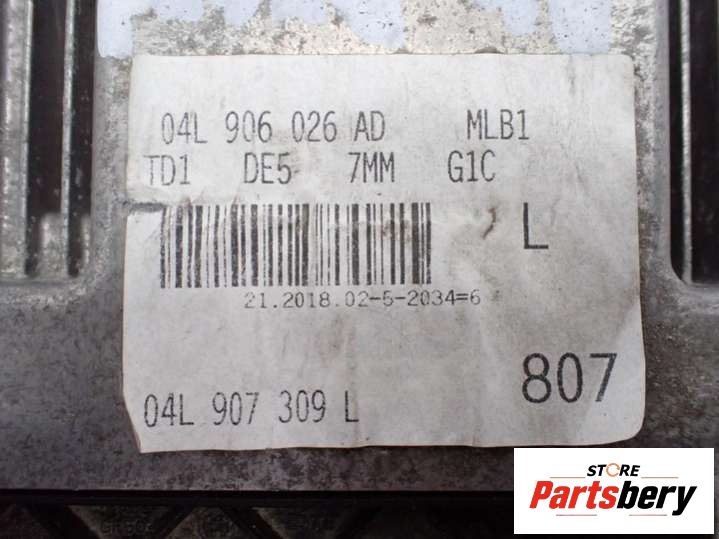 04L 906 026 AD MLB1
TD1 DE5 7MM G1C
L
21.2018.02-5-2034=6
807
04L 907 309 L
STORE
Partsbery